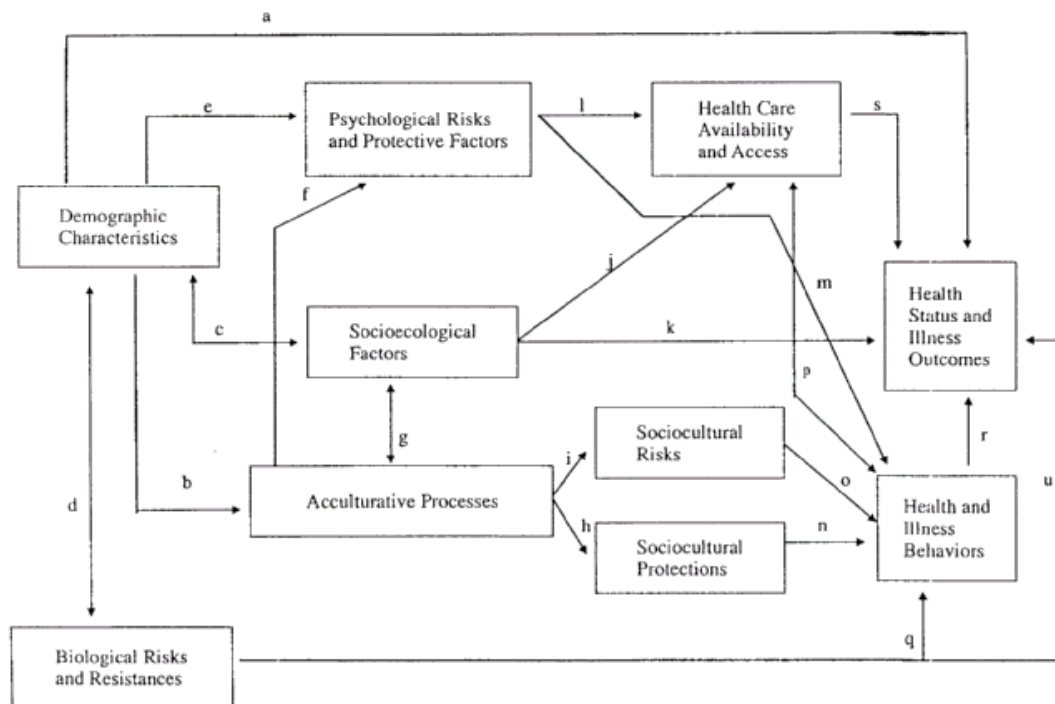 a
e
Psychological Risks
and Protective Factors
l
Health Care
Availability
and Access
s
f
Demographic
Characteristics
j
m
Health
Status and
Illness
Outcomes
c
Socioecological
Factors
k
p
g
Sociocultural
Risks
i
r
d
b
Acculturative Processes
o
u
h
Sociocultural
Protections
n
Health and
Illness
Behaviors
Biological Risks
and Resistances
q